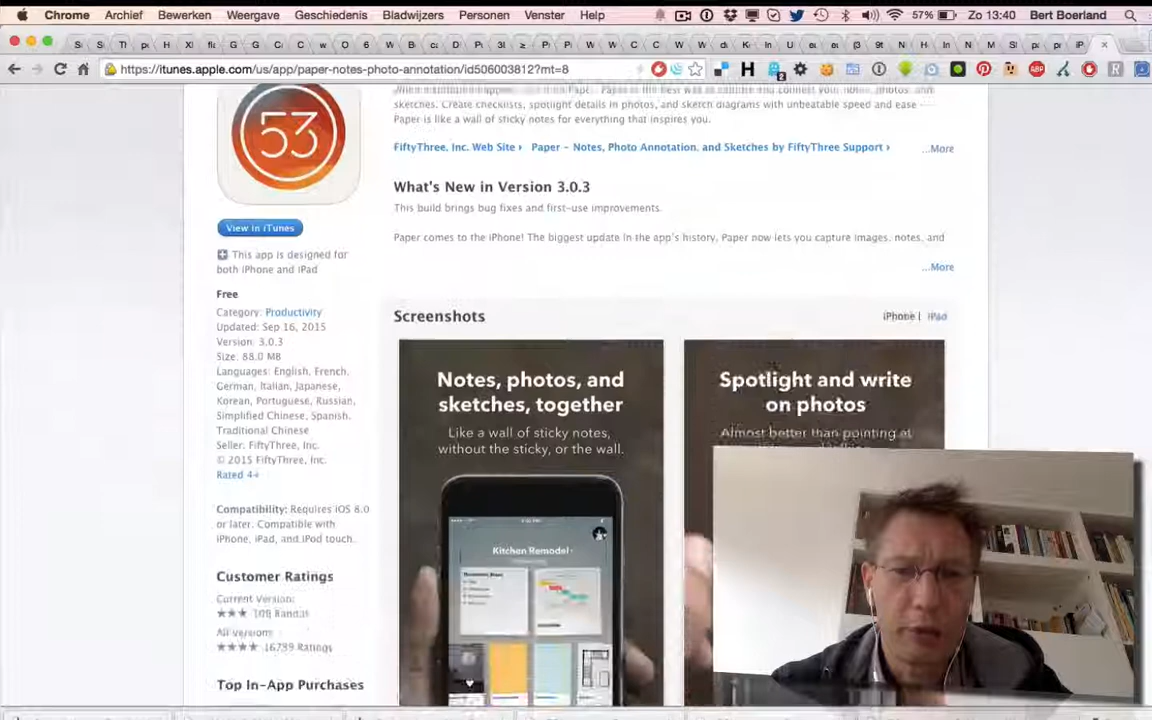 Chrome Archief Bewerken Weergave Geschiedenis Bladwijzers Personen Venster Help 57% Zo 13:40 Bert Boerland
https://itunes.apple.com/us/app/paper-notes-photo-annotation/id506003812?mt=8
sketches. Create checklists, spotlight details in photos, and sketch diagrams with unbeatable speed and ease
Paper is like a wall of sticky notes for everything that inspires you.
FiftyThree, Inc. Web Site › Paper – Notes, Photo Annotation, and Sketches by FiftyThree Support › ...More
53
What's New in Version 3.0.3
This build brings bug fixes and first-use improvements.
Paper comes to the iPhone! The biggest update in the app's history, Paper now lets you capture images, notes, and
...More
View in iTunes
This app is designed for
both iPhone and iPad
Free
Category: Productivity
Updated: Sep 16, 2015
Version: 3.0.3
Size: 88.0 MB
Languages: English, French,
German, Italian, Japanese,
Korean, Portuguese, Russian,
Simplified Chinese, Spanish,
Traditional Chinese
Seller: FiftyThree, Inc.
© 2015 FiftyThree, Inc.
Rated 4+
Compatibility: Requires iOS 8.0
or later. Compatible with
iPhone, iPad, and iPod touch.
Customer Ratings
Current Version:
All versions:
16799 Ratings
Top In-App Purchases
Screenshots
iPhone | iPad
Notes, photos, and
sketches, together
Like a wall of sticky notes,
without the sticky, or the wall.
Kitchen Remodel
Spotlight and write
on photos
Almost better than pointing at